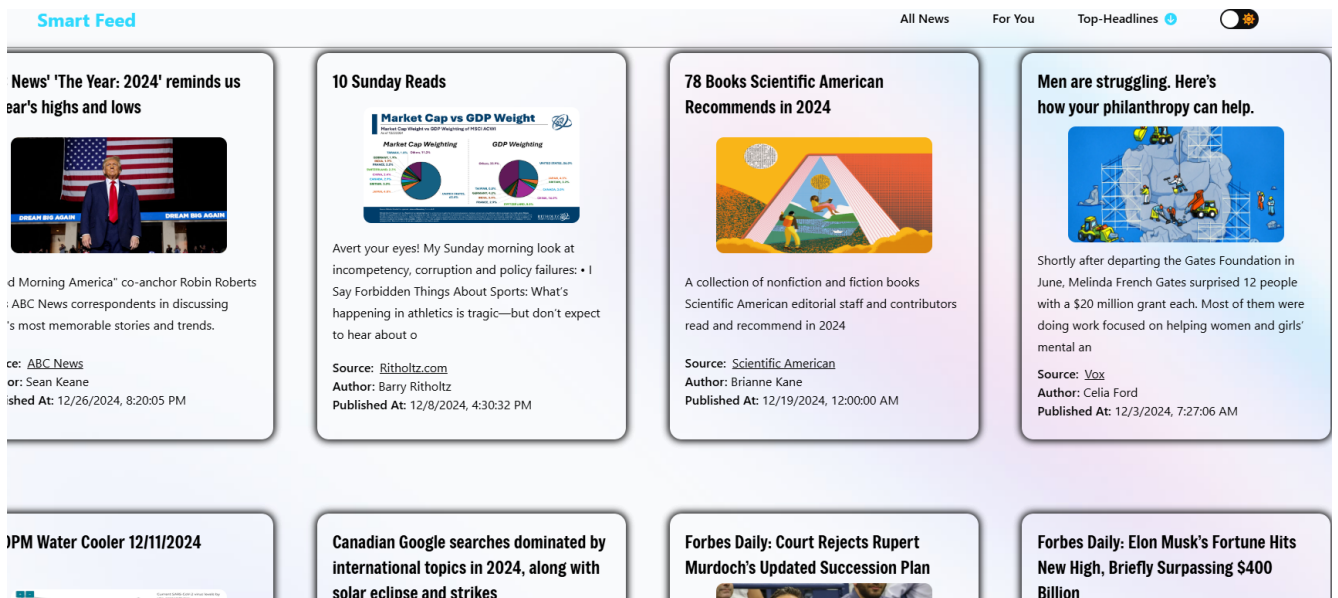 Smart Feed
All News
For You
Top-Headlines
News' 'The Year: 2024' reminds us
ear's highs and lows
DREAM BIG AGAIN
DREAM BIG AGAIN
d Morning America" co-anchor Robin Roberts
ABC News correspondents in discussing
's most memorable stories and trends.
ce: ABC News
or: Sean Keane
ished At: 12/26/2024, 8:20:05 PM
10 Sunday Reads
Market Cap vs GDP Weight
Market Cap Weight vs GDP Weighting of MSCI ACWI
Market Cap Weighting
GDP Weighting
Avert your eyes! My Sunday morning look at
incompetency, corruption and policy failures: • I
Say Forbidden Things About Sports: What's
happening in athletics is tragic—but don't expect
to hear about o
Source: Ritholtz.com
Author: Barry Ritholtz
Published At: 12/8/2024, 4:30:32 PM
78 Books Scientific American
Recommends in 2024
A collection of nonfiction and fiction books
Scientific American editorial staff and contributors
read and recommend in 2024
Source: Scientific American
Author: Brianne Kane
Published At: 12/19/2024, 12:00:00 AM
Men are struggling. Here's
how your philanthropy can help.
Shortly after departing the Gates Foundation in
June, Melinda French Gates surprised 12 people
with a $20 million grant each. Most of them were
doing work focused on helping women and girls'
mental an
Source: Vox
Author: Celia Ford
Published At: 12/3/2024, 7:27:06 AM
PM Water Cooler 12/11/2024
Canadian Google searches dominated by
international topics in 2024, along with
solar eclipse and strikes
Forbes Daily: Court Rejects Rupert
Murdoch's Updated Succession Plan
Forbes Daily: Elon Musk's Fortune Hits
New High, Briefly Surpassing $400
Billion